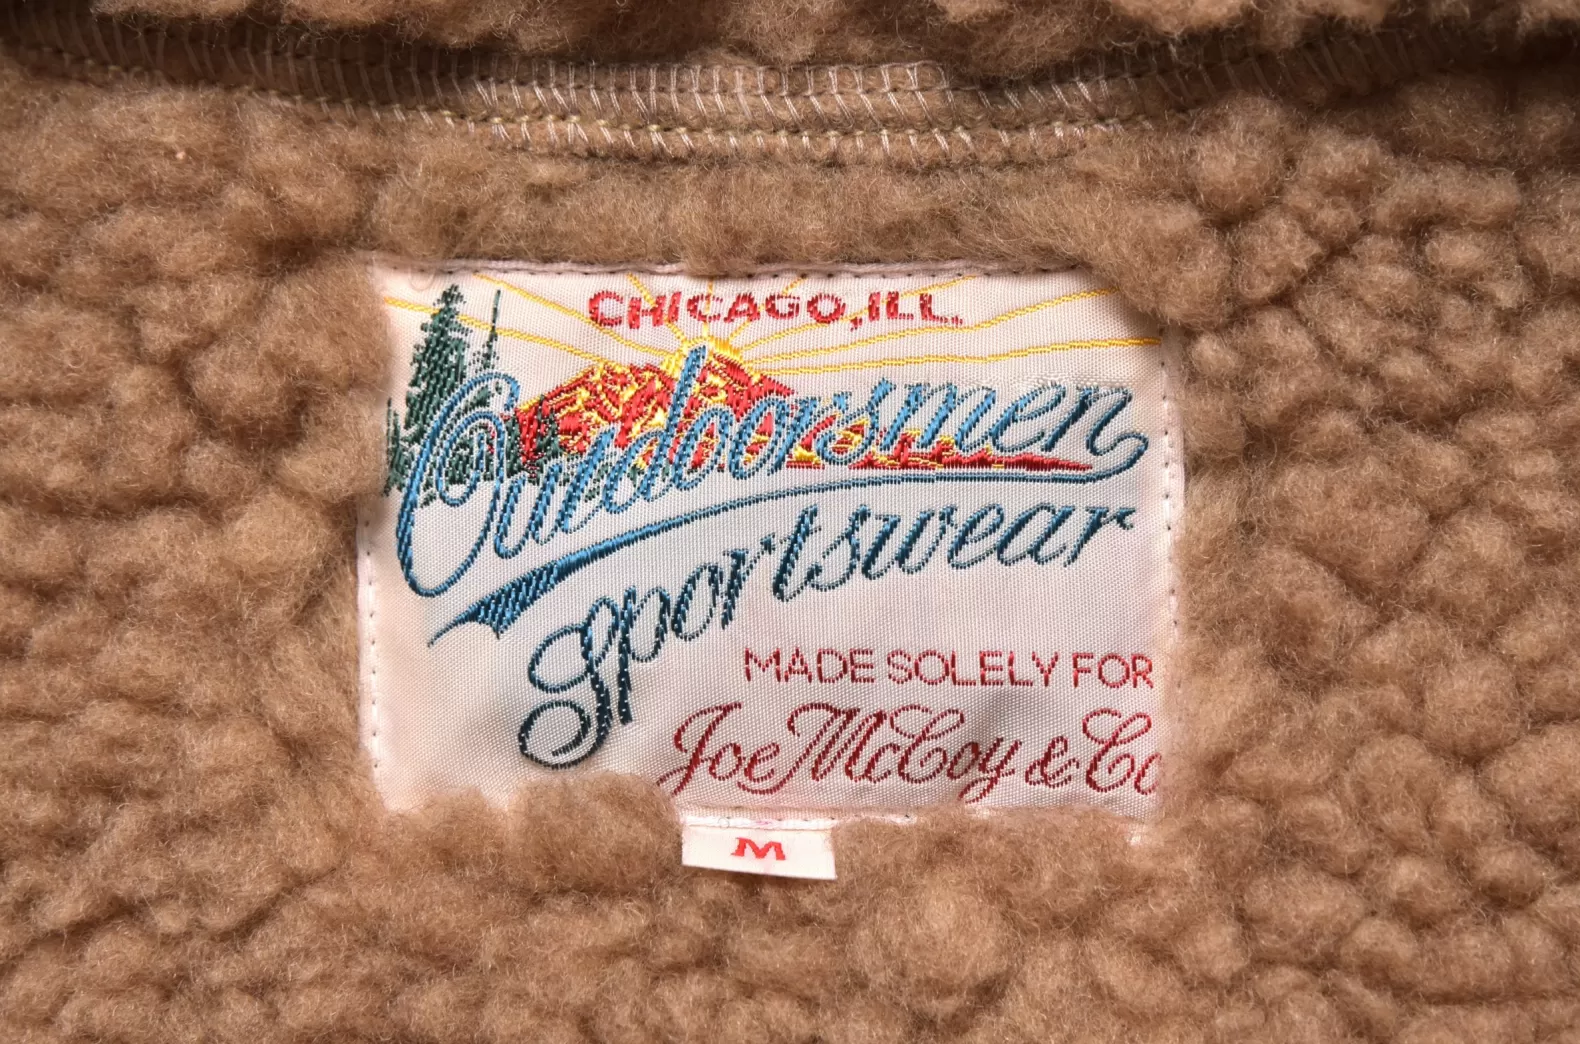 CHICAGO, ILL.
Outdoorsmen
Sportswear
MADE SOLELY FOR
Joe McCoy & Co
M